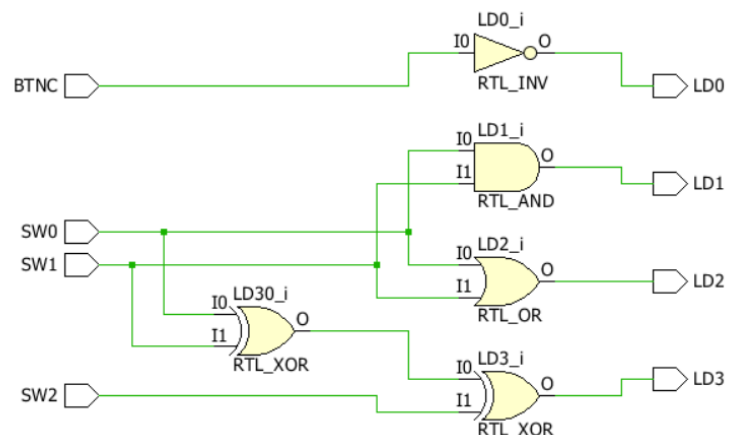 LD0_i
I0
O
BTNC
RTL_INV
LD0
LD1_i
I0
O
I1
LD1
RTL_AND
SW0
LD2_i
I0
SW1
O
LD2
LD30_i
I1
I0
O
RTL_OR
I1
LD3_i
RTL_XOR
I0
O
LD3
SW2
I1
RTL_XOR